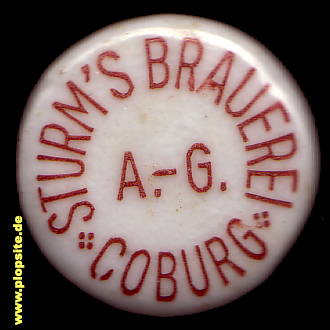 STURM'S BRAUEREI
A.-G.
COBURG
© www.plopsite.de